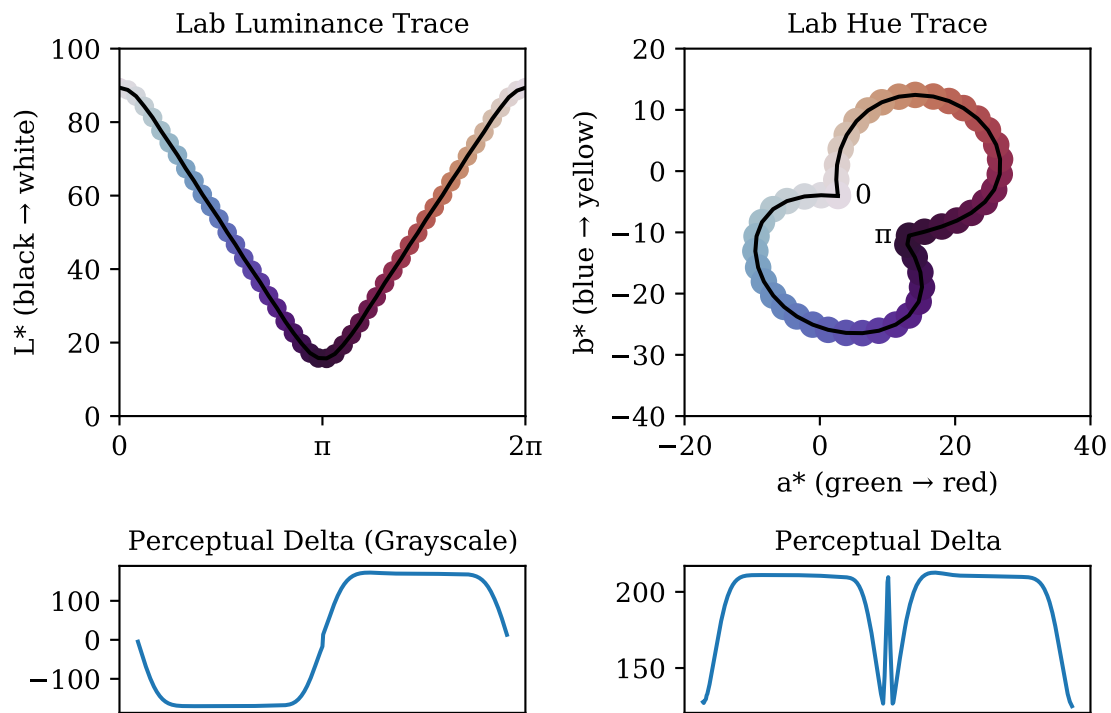 Lab Luminance Trace
L* (black → white)
100
80
60
40
20
0
0
π
2π
Lab Hue Trace
b* (blue → yellow)
20
10
0
−10
−20
−30
−40
0
π
−20
0
20
40
a* (green → red)
Perceptual Delta (Grayscale)
100
0
−100
Perceptual Delta
200
150